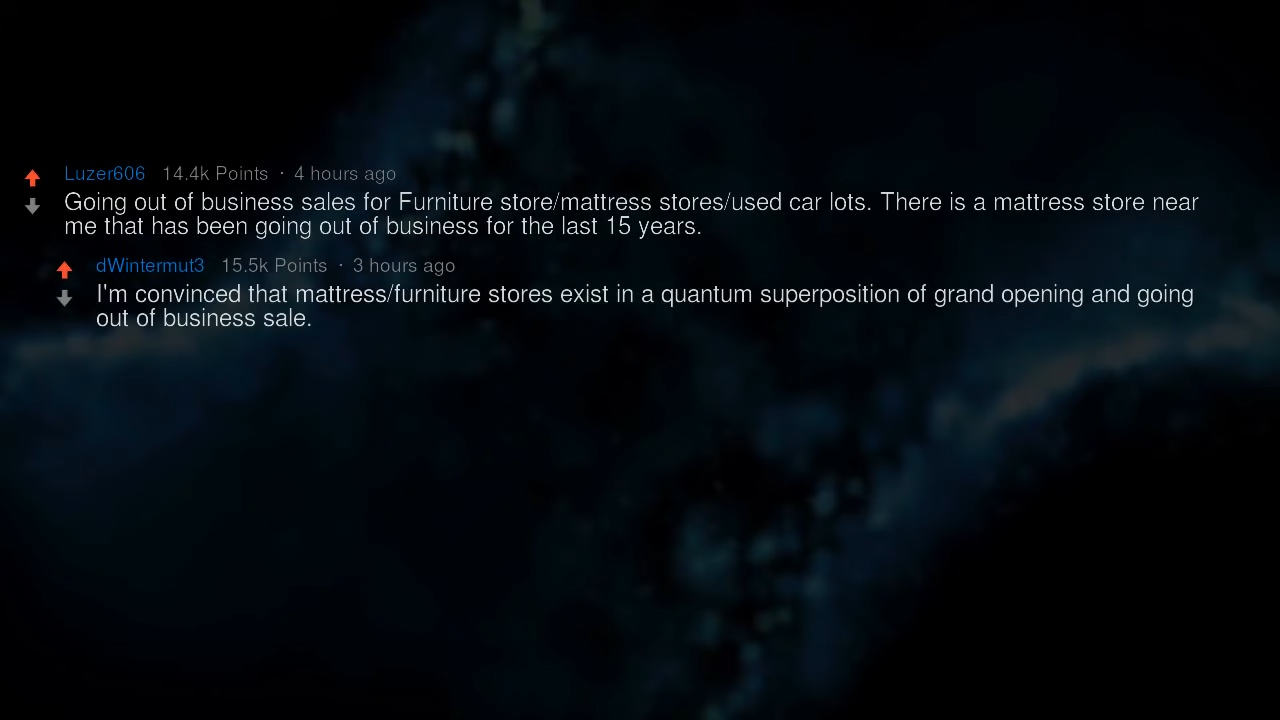 Luzer606 14.4k Points · 4 hours ago
Going out of business sales for Furniture store/mattress stores/used car lots. There is a mattress store near
me that has been going out of business for the last 15 years.
dWintermut3 15.5k Points · 3 hours ago
I'm convinced that mattress/furniture stores exist in a quantum superposition of grand opening and going
out of business sale.